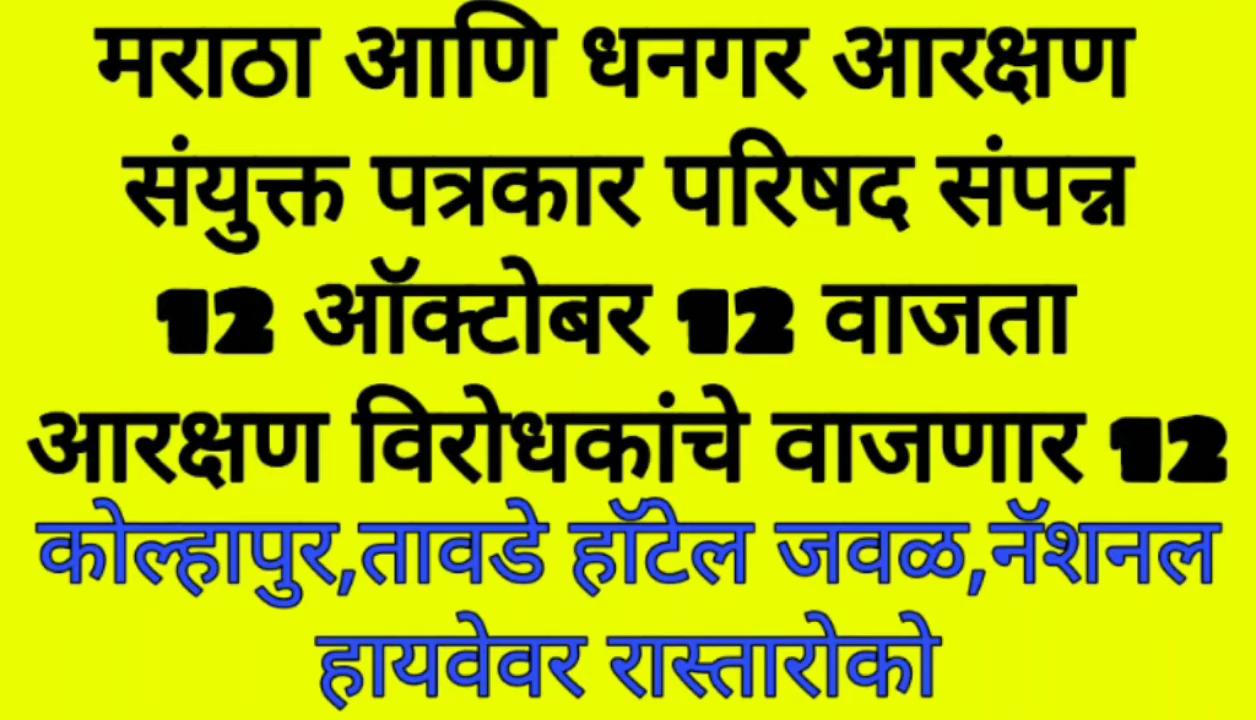 मराठा आणि धनगर आरक्षण
संयुक्त पत्रकार परिषद संपन्न
12 ऑक्टोबर 12 वाजता
आरक्षण विरोधकांचे वाजणार 12
कोल्हापुर,तावडे हॉटेल जवळ,नॅशनल
हायवेवर रास्तारोको